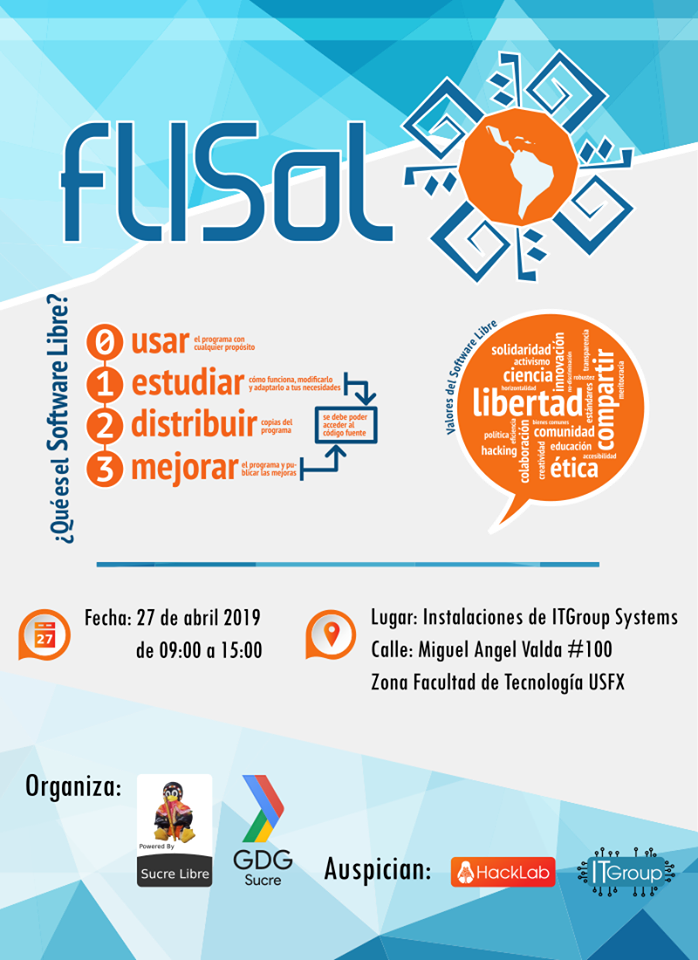 flISol
¿Qué es el Software Libre?
0 usar el programa con
cualquier propósito
1 estudiar cómo funciona, modificarlo
y adaptarlo a tus necesidades
2 distribuir copias del
programa
3 mejorar el programa y pu-
blicar las mejoras
se debe poder
acceder al
código fuente
Valores del Software Libre
solidaridad
activismo
ciencia
horizontalidad
innovación
no-discriminación
transparencia
robustez
meritocracia
libertad
estándares
compartir
bienes comunes
política
eficiencia
hacking
colaboración
comunidad
creatividad
educación
accesibilidad
ética
Fecha: 27 de abril 2019
de 09:00 a 15:00
27
Lugar: Instalaciones de ITGroup Systems
Calle: Miguel Angel Valda #100
Zona Facultad de Tecnología USFX
Organiza:
Powered By
Sucre Libre
GDG
Sucre
Auspician:
HackLab
ITGroup